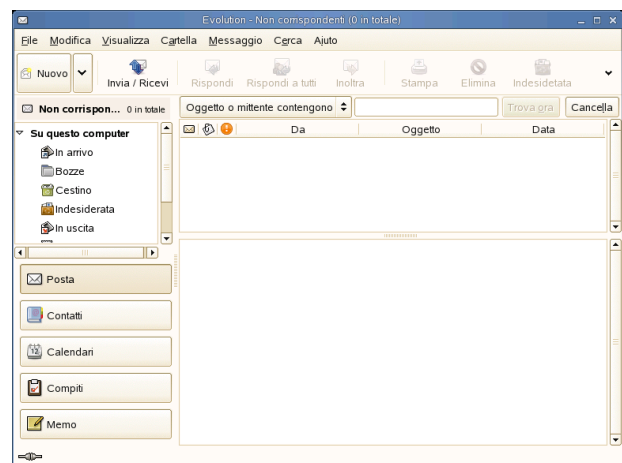 Evolution - Non corrispondenti (0 in totale)
File Modifica Visualizza Cartella Messaggio Cerca Aiuto
Nuovo Invia / Ricevi Rispondi Rispondi a tutti Inoltra Stampa Elimina Indesidetata
Non corrispon... 0 in totale Oggetto o mittente contengono Trova ora Cancella
Su questo computer Da Oggetto Data
In arrivo
Bozze
Cestino
Indesiderata
In uscita
Posta
Contatti
12 Calendari
Compiti
Memo